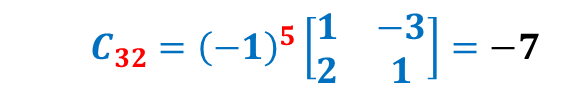 C₃₂ = (−1)⁵ [1 −3
2 1] = −7